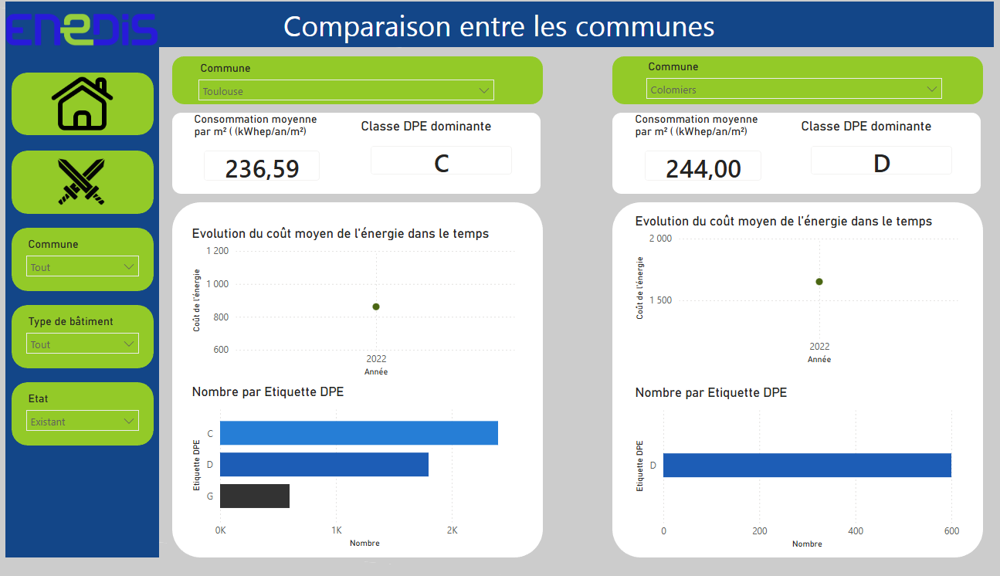 ENEDIS
Comparaison entre les communes
Commune
Tout
Type de bâtiment
Tout
Etat
Existant
Commune
Toulouse
Consommation moyenne
par m² ( (kWhep/an/m²)
236,59
Classe DPE dominante
C
Evolution du coût moyen de l'énergie dans le temps
Coût de l'énergie
1 200
1 000
800
600
2022
Année
Nombre par Etiquette DPE
Etiquette DPE
C
D
G
0K
1K
2K
Nombre
Commune
Colomiers
Consommation moyenne
par m² ( (kWhep/an/m²)
244,00
Classe DPE dominante
D
Evolution du coût moyen de l'énergie dans le temps
Coût de l'énergie
2 000
1 500
2022
Année
Nombre par Etiquette DPE
Etiquette DPE
D
0
200
400
600
Nombre